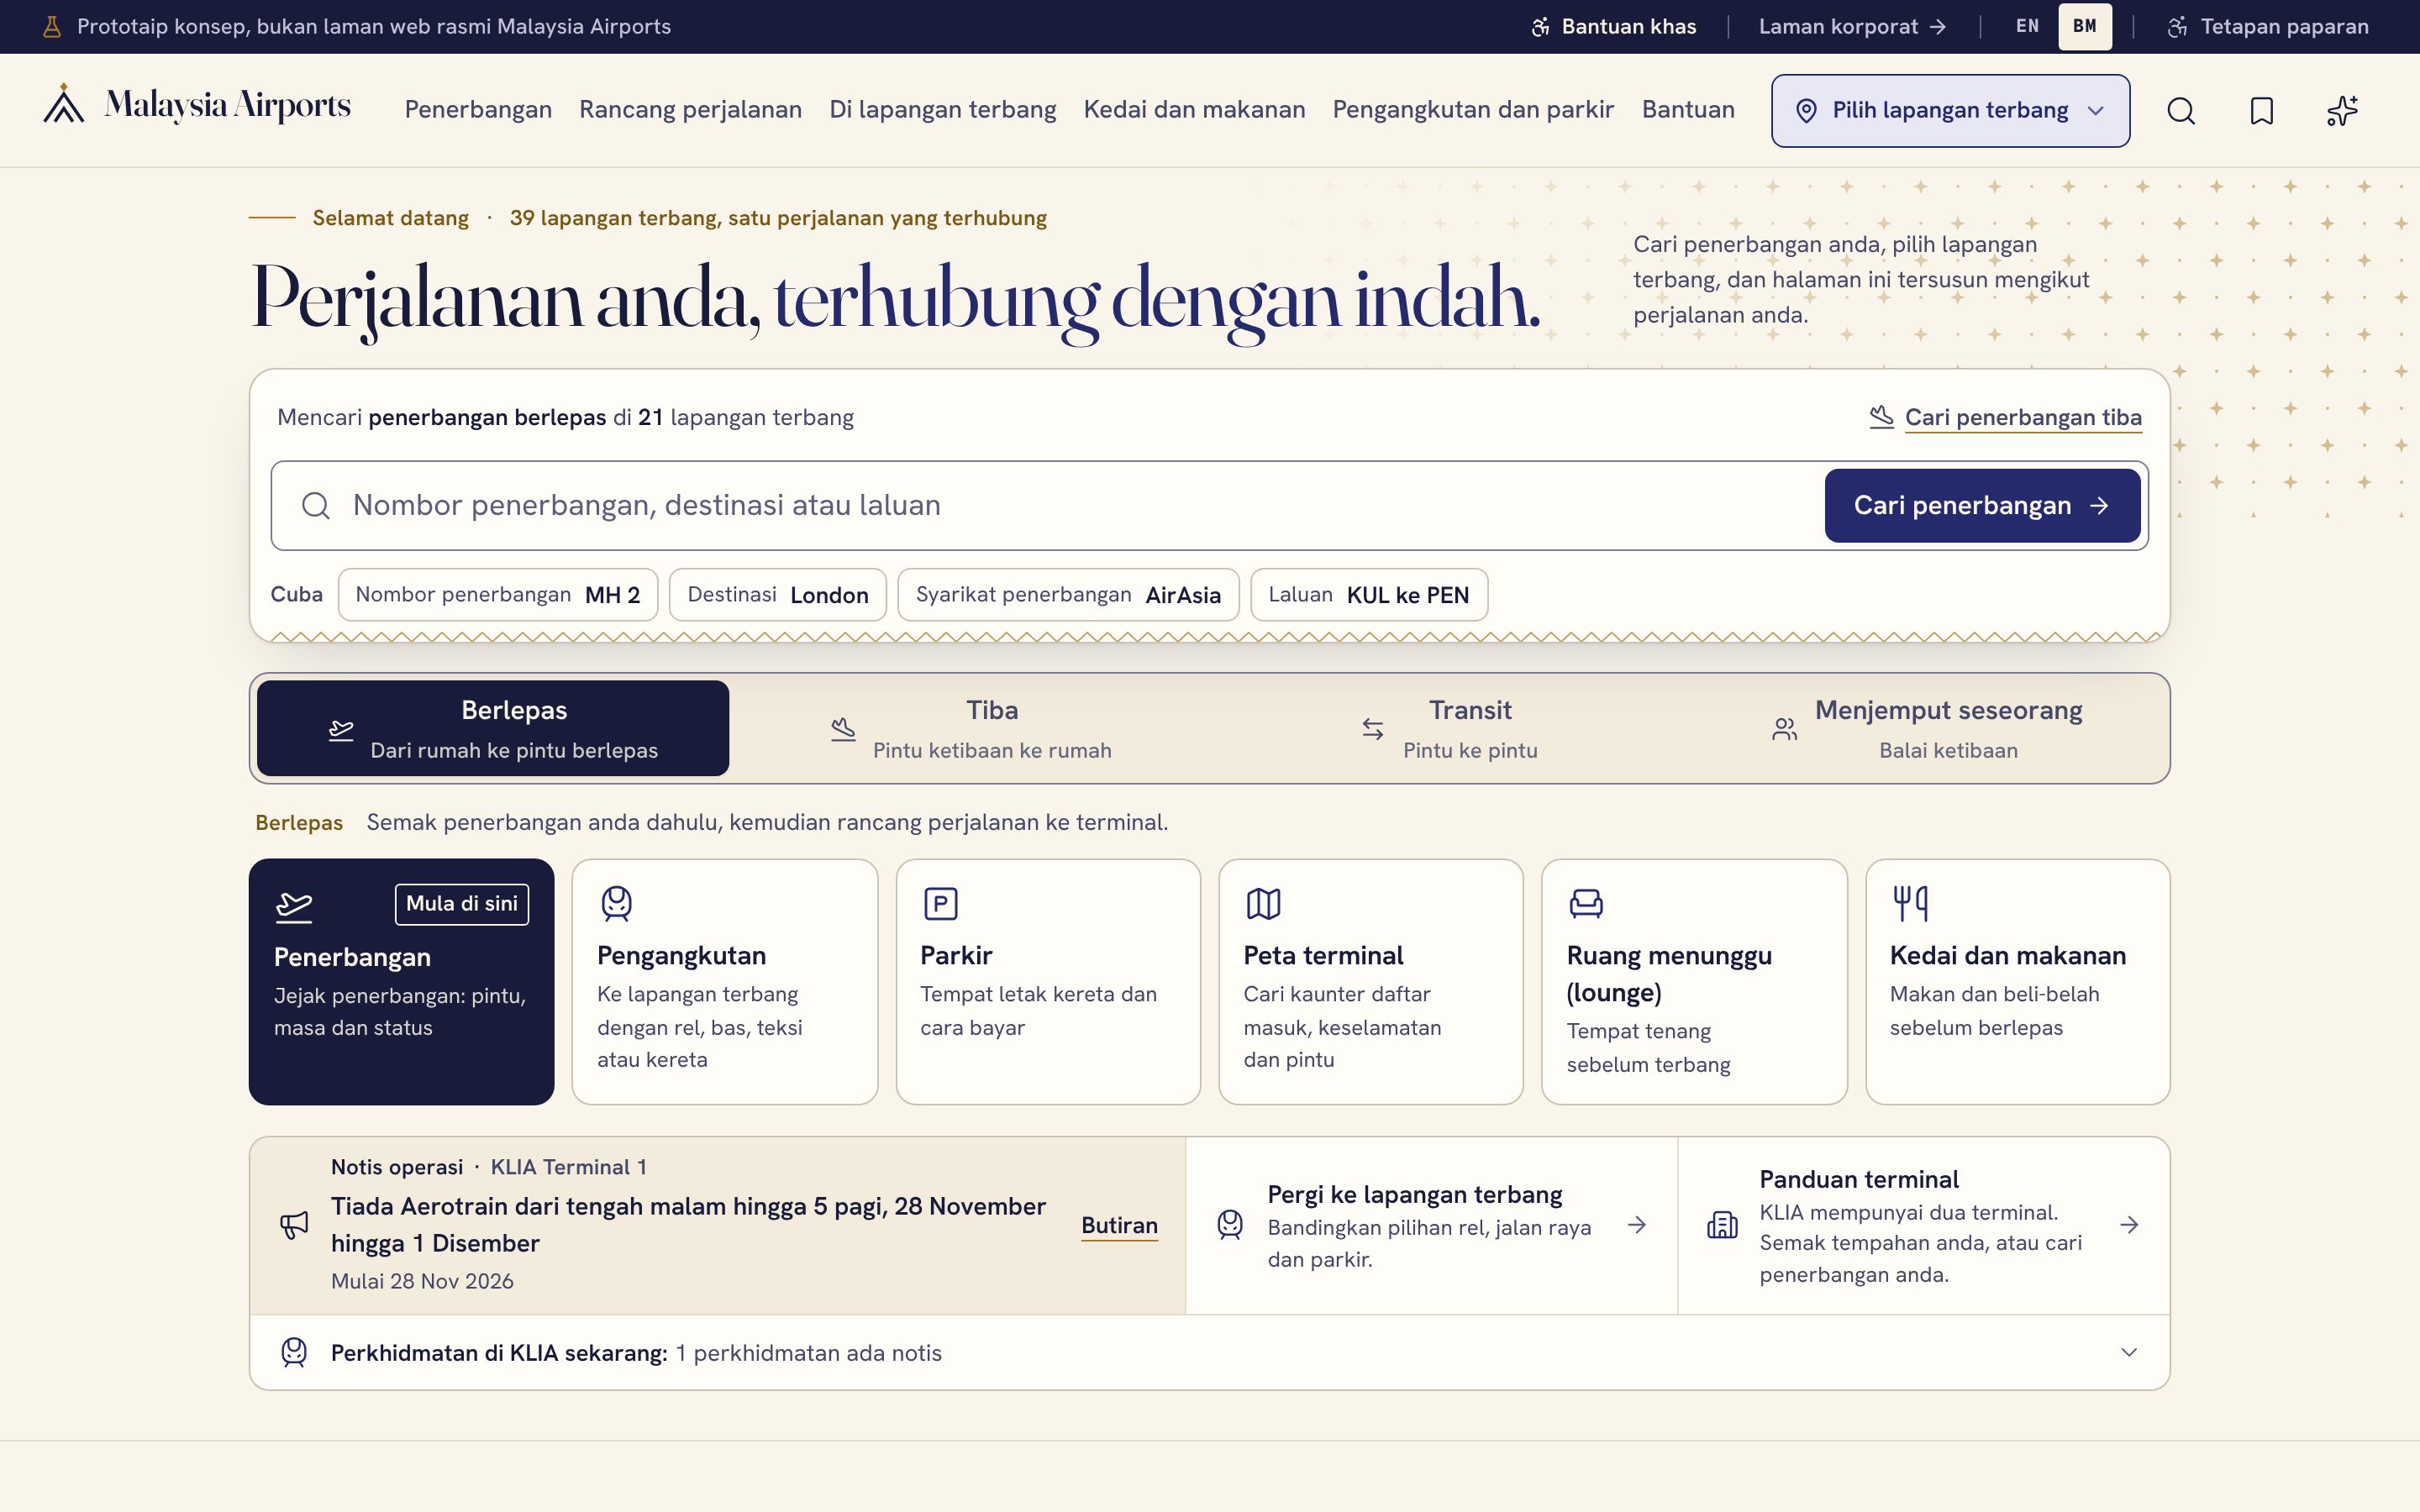 Prototaip konsep, bukan laman web rasmi Malaysia Airports
Bantuan khas
Laman korporat
EN
BM
Tetapan paparan
Malaysia Airports
Penerbangan
Rancang perjalanan
Di lapangan terbang
Kedai dan makanan
Pengangkutan dan parkir
Bantuan
Pilih lapangan terbang
Selamat datang · 39 lapangan terbang, satu perjalanan yang terhubung
Perjalanan anda, terhubung dengan indah.
Cari penerbangan anda, pilih lapangan
terbang, dan halaman ini tersusun mengikut
perjalanan anda.
Mencari penerbangan berlepas di 21 lapangan terbang
Cari penerbangan tiba
Nombor penerbangan, destinasi atau laluan
Cari penerbangan
Cuba
Nombor penerbangan MH 2
Destinasi London
Syarikat penerbangan AirAsia
Laluan KUL ke PEN
Berlepas
Dari rumah ke pintu berlepas
Tiba
Pintu ketibaan ke rumah
Transit
Pintu ke pintu
Menjemput seseorang
Balai ketibaan
Berlepas
Semak penerbangan anda dahulu, kemudian rancang perjalanan ke terminal.
Mula di sini
Penerbangan
Jejak penerbangan: pintu,
masa dan status
Pengangkutan
Ke lapangan terbang
dengan rel, bas, teksi
atau kereta
P
Parkir
Tempat letak kereta dan
cara bayar
Peta terminal
Cari kaunter daftar
masuk, keselamatan
dan pintu
Ruang menunggu
(lounge)
Tempat tenang
sebelum terbang
Kedai dan makanan
Makan dan beli-belah
sebelum berlepas
Notis operasi · KLIA Terminal 1
Tiada Aerotrain dari tengah malam hingga 5 pagi, 28 November
hingga 1 Disember
Mulai 28 Nov 2026
Butiran
Pergi ke lapangan terbang
Bandingkan pilihan rel, jalan raya
dan parkir.
Panduan terminal
KLIA mempunyai dua terminal.
Semak tempahan anda, atau cari
penerbangan anda.
Perkhidmatan di KLIA sekarang: 1 perkhidmatan ada notis